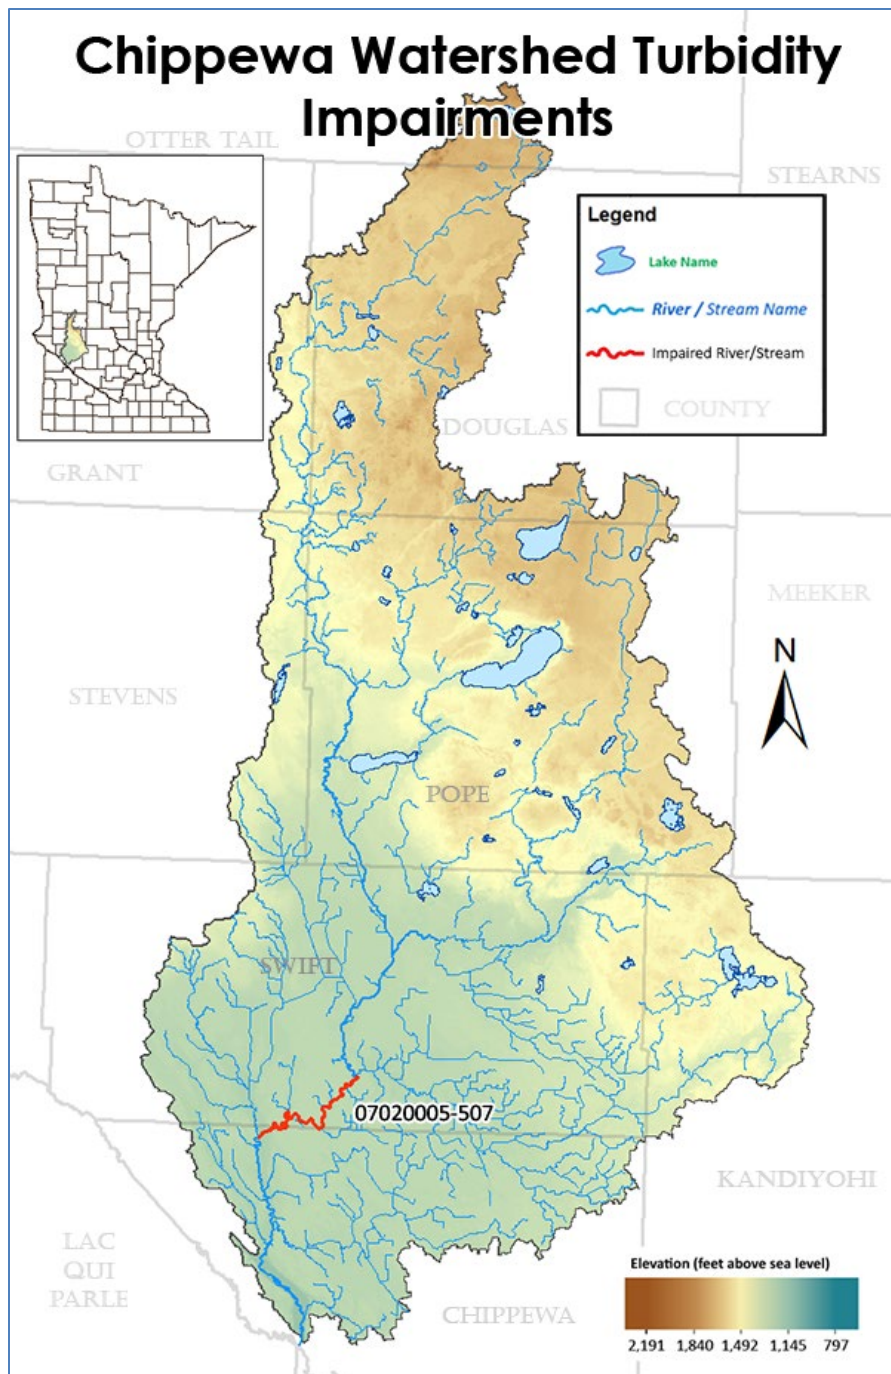 Chippewa Watershed Turbidity
Impairments
OTTER TAIL
STEARNS
Legend
Lake Name
River / Stream Name
Impaired River/Stream
COUNTY
DOUGLAS
GRANT
MEEKER
N
STEVENS
POPE
SWIFT
07020005-507
KANDIYOHI
LAC
QUI
PARLE
CHIPPEWA
Elevation (feet above sea level)
2,191 1,840 1,492 1,145 797